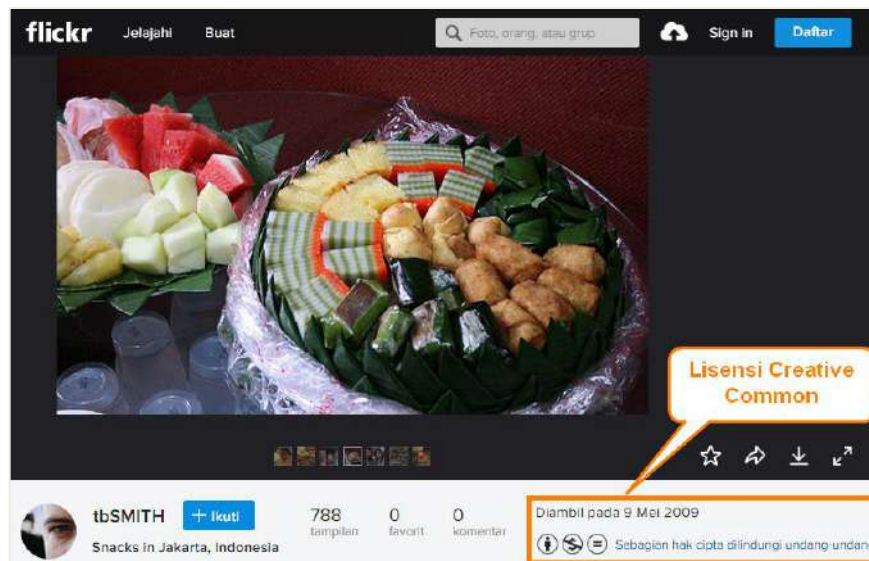 flickr Jelajahi Buat Foto, orang, atau grup Sign in Daftar
Lisensi Creative
Common
tbSMITH + Ikuti
Snacks in Jakarta, Indonesia
788
tampilan
0
favorit
0
komentar
Diambil pada 9 Mei 2009
Sebagian hak cipta dilindungi undang-undan